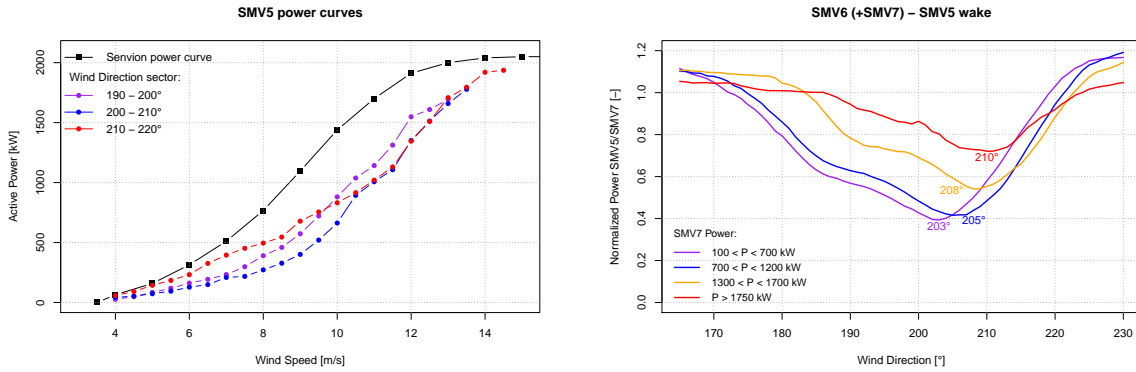 SMV5 power curves
Senvion power curve
Wind Direction sector:
190 − 200°
200 − 210°
210 − 220°
Active Power [kW]
0
500
1000
1500
2000
4
6
8
10
12
14
Wind Speed [m/s]
SMV6 (+SMV7) − SMV5 wake
Normalized Power SMV5/SMV7 [−]
0.0
0.2
0.4
0.6
0.8
1.0
1.2
210°
208°
203°
205°
SMV7 Power:
100 < P < 700 kW
700 < P < 1200 kW
1300 < P < 1700 kW
P > 1750 kW
170
180
190
200
210
220
230
Wind Direction [°]